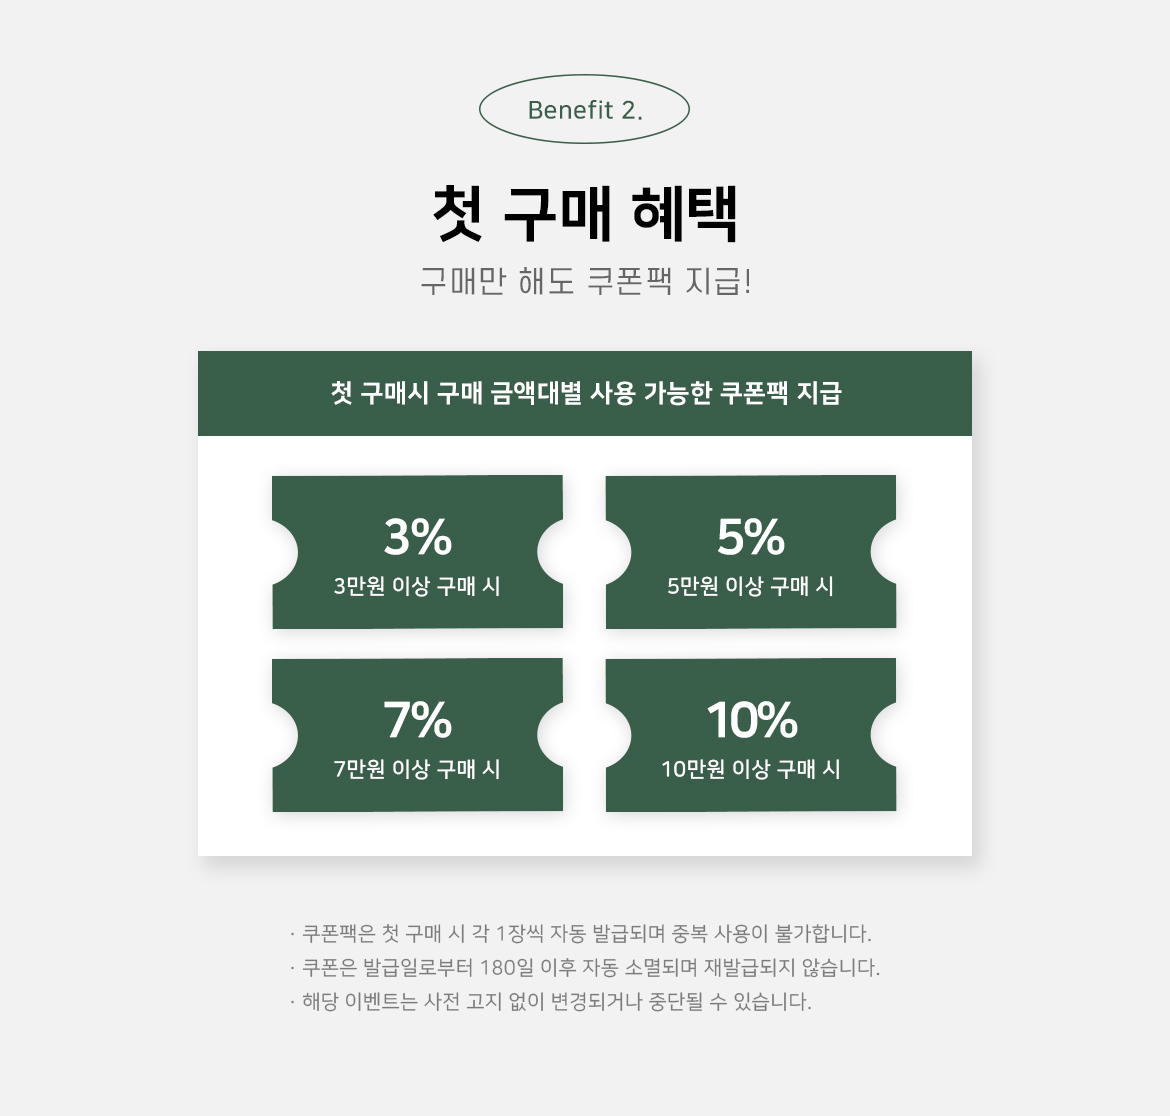 Benefit 2.
첫 구매 혜택
구매만 해도 쿠폰팩 지급!
첫 구매시 구매 금액대별 사용 가능한 쿠폰팩 지급
3%
3만원 이상 구매 시
5%
5만원 이상 구매 시
7%
7만원 이상 구매 시
10%
10만원 이상 구매 시
· 쿠폰팩은 첫 구매 시 각 1장씩 자동 발급되며 중복 사용이 불가합니다.
· 쿠폰은 발급일로부터 180일 이후 자동 소멸되며 재발급되지 않습니다.
· 해당 이벤트는 사전 고지 없이 변경되거나 중단될 수 있습니다.